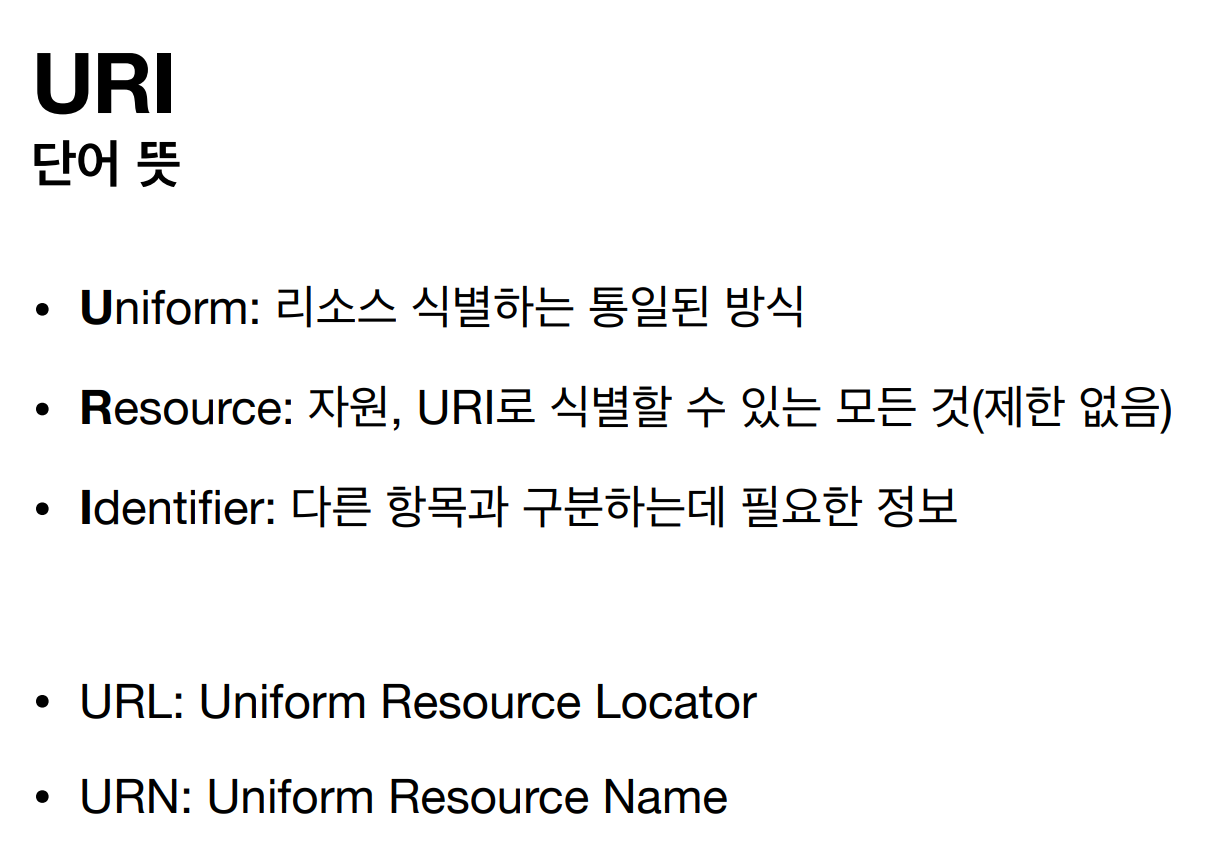 URI
단어 뜻
• Uniform: 리소스 식별하는 통일된 방식
• Resource: 자원, URI로 식별할 수 있는 모든 것(제한 없음)
• Identifier: 다른 항목과 구분하는데 필요한 정보
• URL: Uniform Resource Locator
• URN: Uniform Resource Name